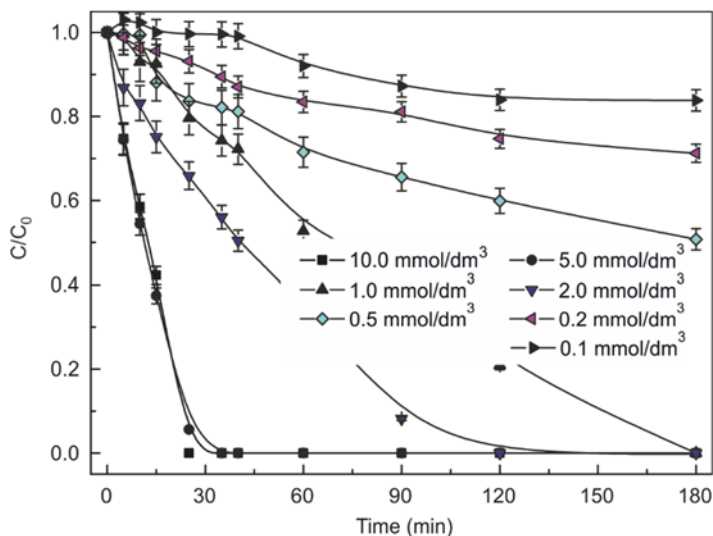 1.0
0.8
0.6
0.4
0.2
0.0
C/C₀
10.0 mmol/dm³ 5.0 mmol/dm³
1.0 mmol/dm³ 2.0 mmol/dm³
0.5 mmol/dm³ 0.2 mmol/dm³
0.1 mmol/dm³
0 30 60 90 120 150 180
Time (min)